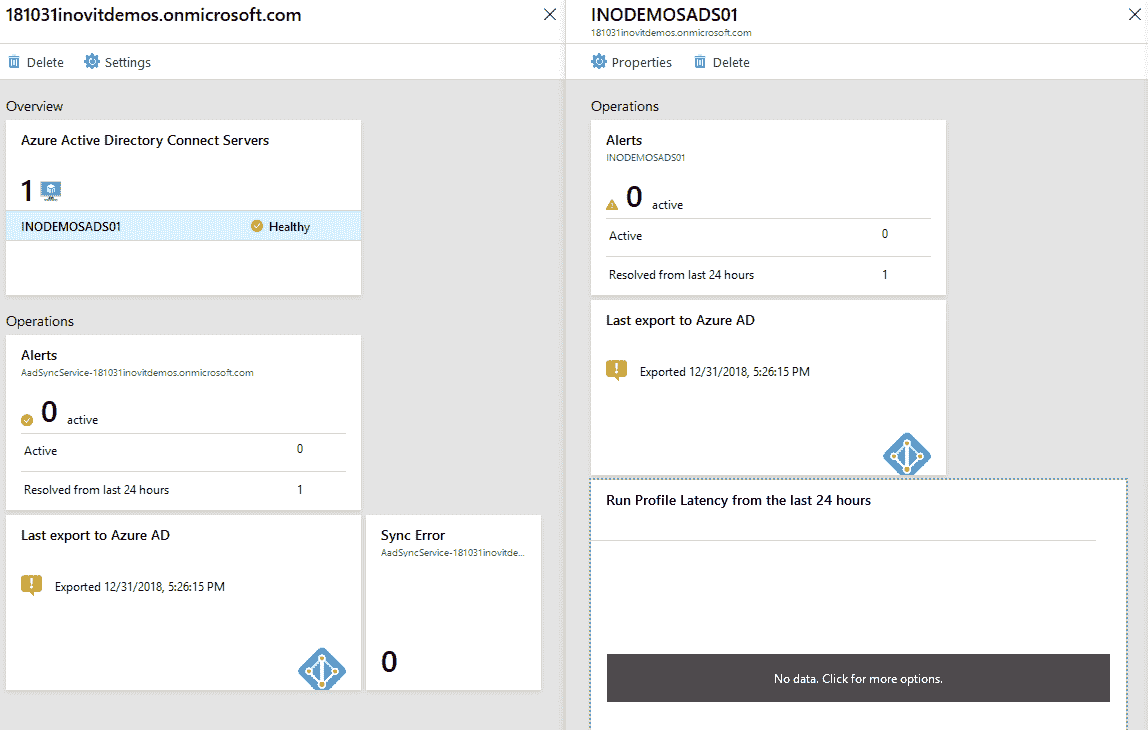 181031inovitdemos.onmicrosoft.com
Delete
Settings
Overview
Azure Active Directory Connect Servers
1
INODEMOSADS01 Healthy
Operations
Alerts
AadSyncService-181031inovitdemos.onmicrosoft.com
0 active
Active 0
Resolved from last 24 hours 1
Last export to Azure AD
Exported 12/31/2018, 5:26:15 PM
Sync Error
AadSyncService-181031inovitde...
0
INODEMOSADS01
181031inovitdemos.onmicrosoft.com
Properties
Delete
Operations
Alerts
INODEMOSADS01
0 active
Active 0
Resolved from last 24 hours 1
Last export to Azure AD
Exported 12/31/2018, 5:26:15 PM
Run Profile Latency from the last 24 hours
No data. Click for more options.